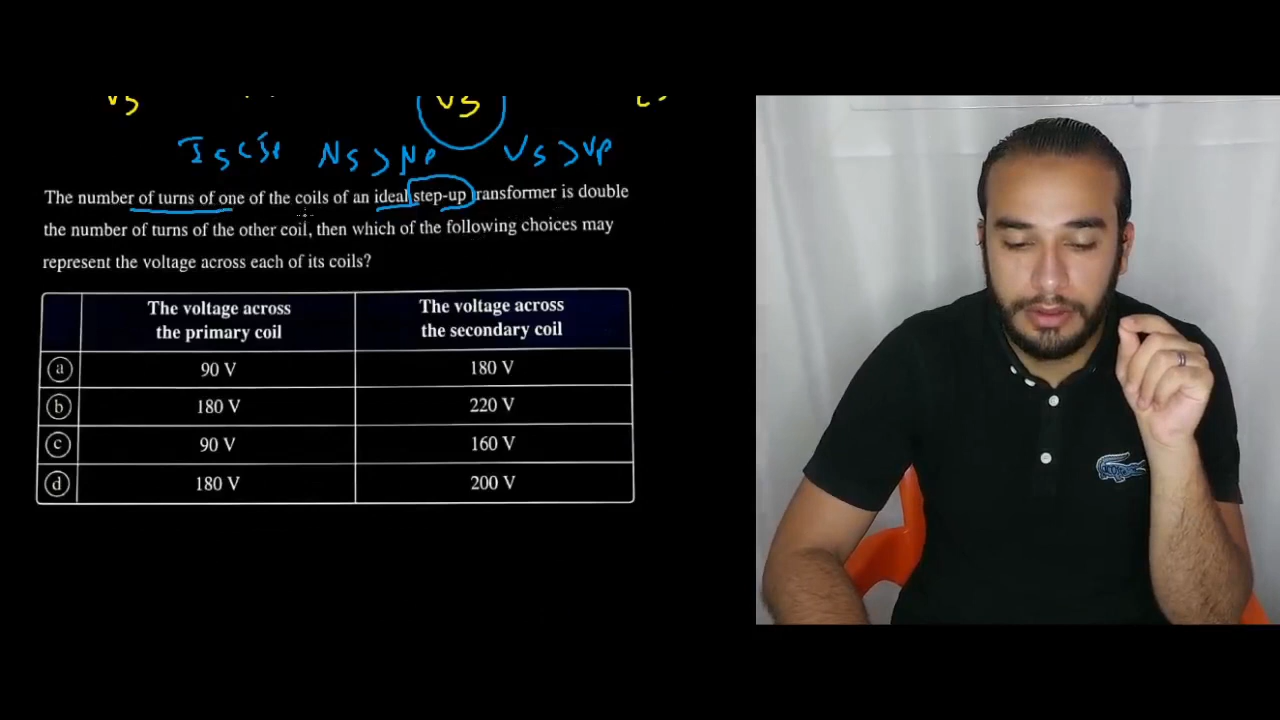 Vs
Vs
Is < Ip Ns > Np Vs > Vp
The number of turns of one of the coils of an ideal step-up transformer is double
the number of turns of the other coil, then which of the following choices may
represent the voltage across each of its coils?
The voltage across the primary coil The voltage across the secondary coil
a 90 V 180 V
b 180 V 220 V
c 90 V 160 V
d 180 V 200 V